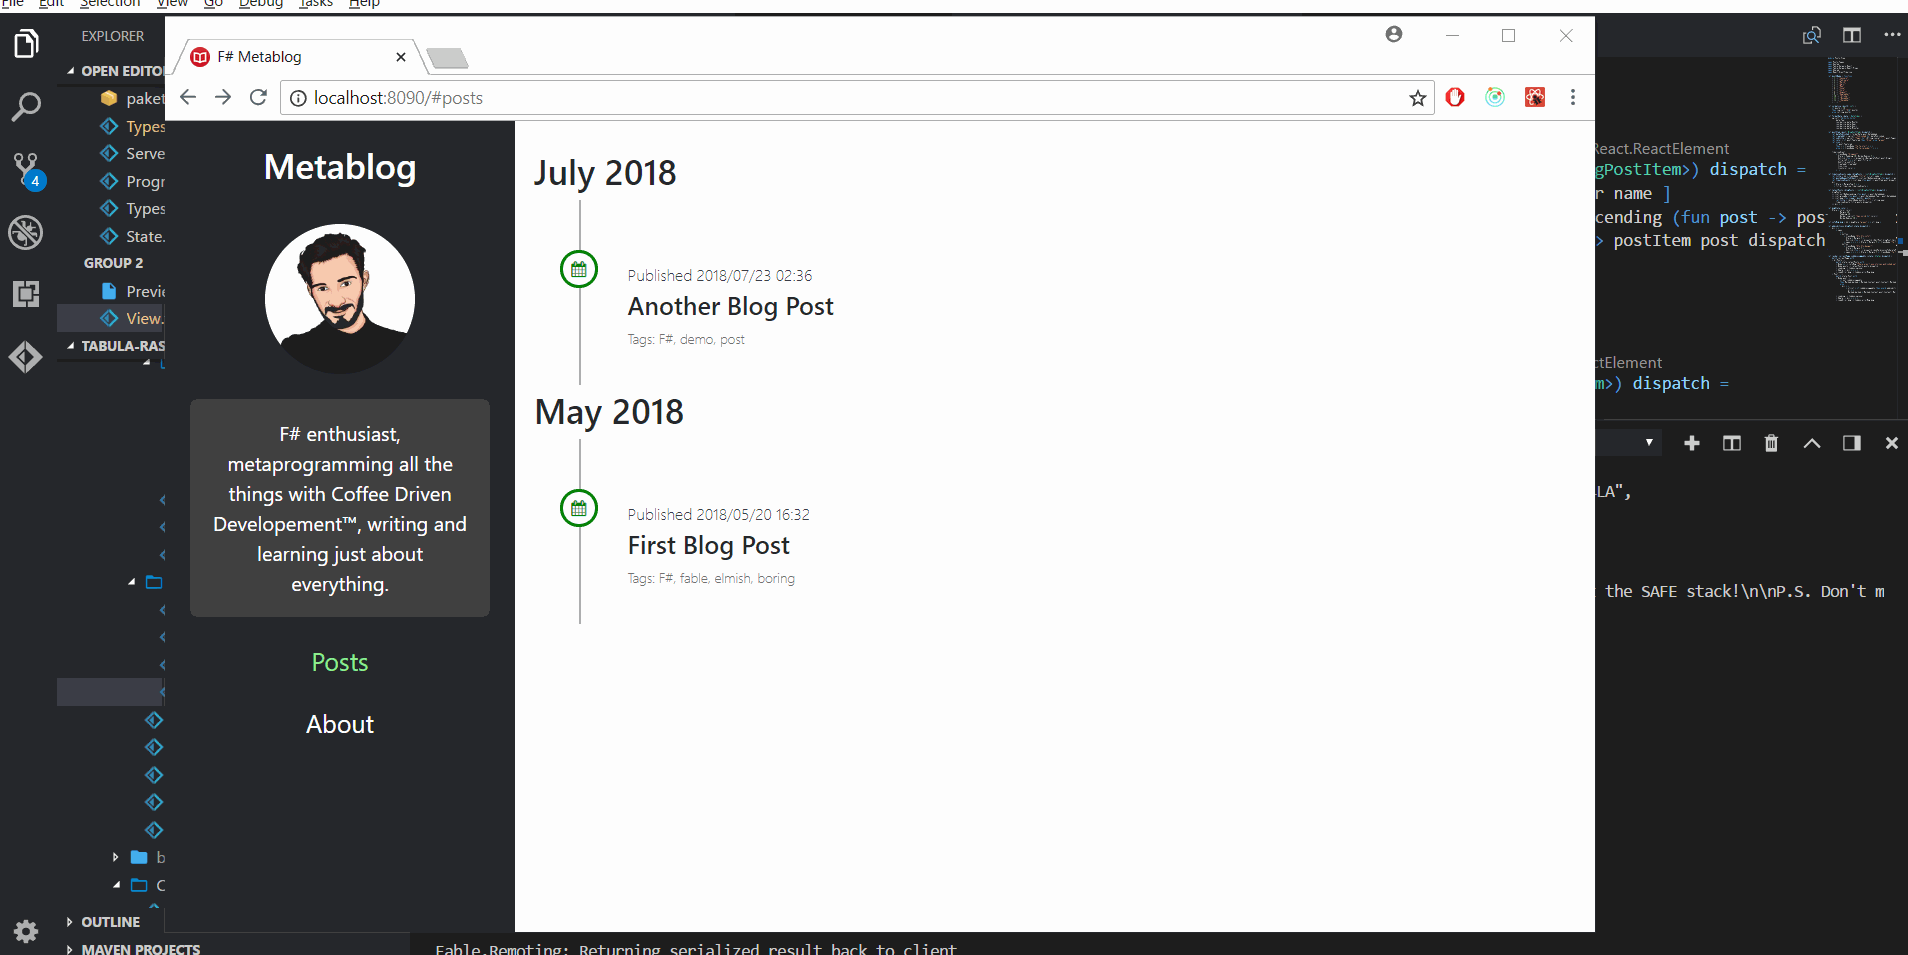 File Edit Selection View Go Debug Tasks Help
EXPLORER
OPEN EDITO
paket
Types
Serve
Progr
Types
State.
GROUP 2
Previe
View.
TABULA-RAS
4
b
C
OUTLINE
MAVEN PROJECTS
F# Metablog
localhost:8090/#posts
Metablog
F# enthusiast,
metaprogramming all the
things with Coffee Driven
Developement™, writing and
learning just about
everything.
Posts
About
July 2018
Published 2018/07/23 02:36
Another Blog Post
Tags: F#, demo, post
May 2018
Published 2018/05/20 16:32
First Blog Post
Tags: F#, fable, elmish, boring
React.ReactElement
gPostItem>) dispatch =
r name ]
cending (fun post -> pos
> postItem post dispatch
ctElement
m>) dispatch =
LA",
the SAFE stack!\n\nP.S. Don't m
Fable.Remoting: Returning serialized result back to client